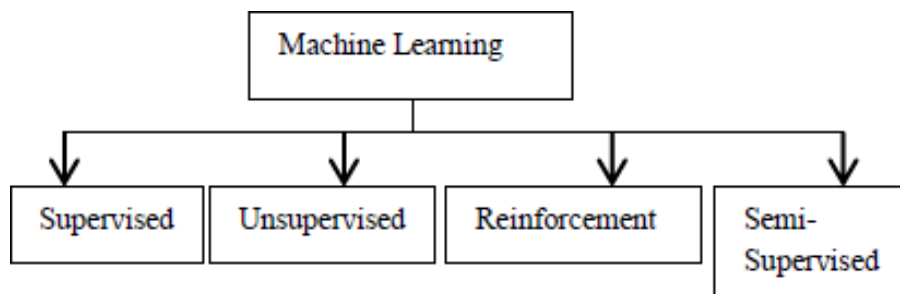 Machine Learning
Supervised
Unsupervised
Reinforcement
Semi-
Supervised